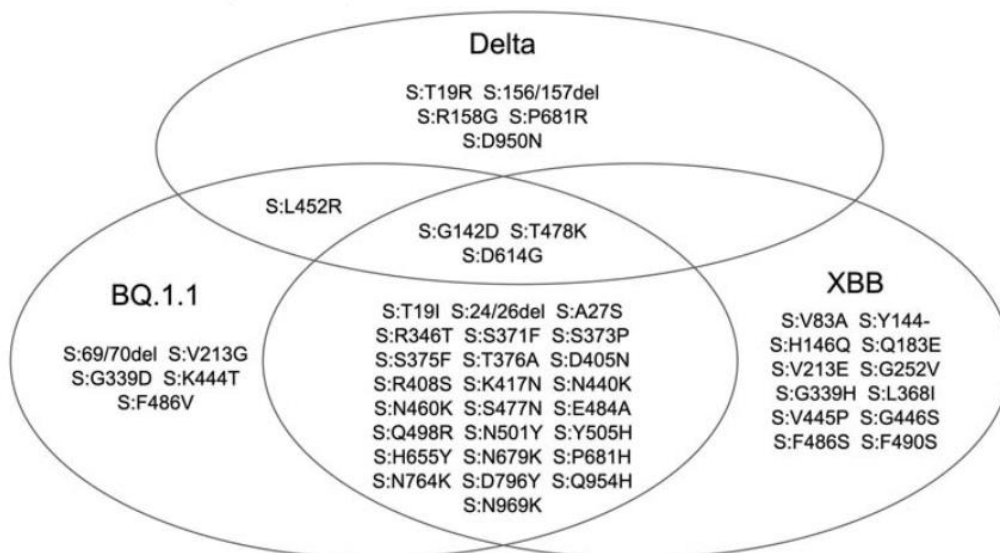 Delta
S:T19R S:156/157del
S:R158G S:P681R
S:D950N
S:L452R
S:G142D S:T478K
S:D614G
BQ.1.1
S:69/70del S:V213G
S:G339D S:K444T
S:F486V
S:T19I S:24/26del S:A27S
S:R346T S:S371F S:S373P
S:S375F S:T376A S:D405N
S:R408S S:K417N S:N440K
S:N460K S:S477N S:E484A
S:Q498R S:N501Y S:Y505H
S:H655Y S:N679K S:P681H
S:N764K S:D796Y S:Q954H
S:N969K
XBB
S:V83A S:Y144-
S:H146Q S:Q183E
S:V213E S:G252V
S:G339H S:L368I
S:V445P S:G446S
S:F486S S:F490S